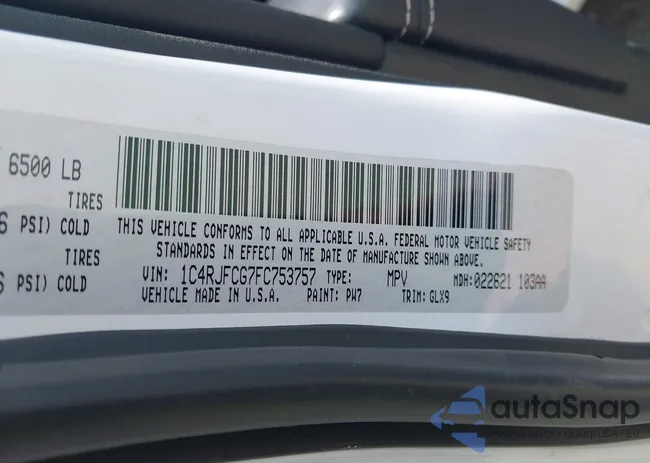 6500 LB
TIRES
6 PSI) COLD
TIRES
6 PSI) COLD
THIS VEHICLE CONFORMS TO ALL APPLICABLE U.S.A. FEDERAL MOTOR VEHICLE SAFETY
STANDARDS IN EFFECT ON THE DATE OF MANUFACTURE SHOWN ABOVE.
VIN: 1C4RJFCG7FC753757 TYPE: MPV MDH:022621 103AA
VEHICLE MADE IN U.S.A. PAINT: PW7 TRIM: GLX9
autoSnap